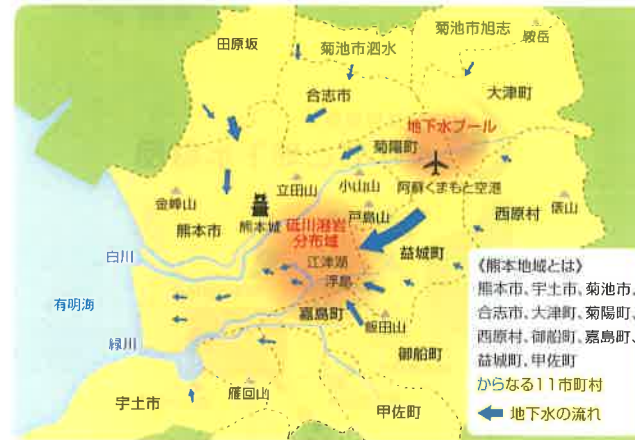 田原坂
菊池市泗水
菊池市旭志
鞍岳
合志市
大津町
地下水プール
菊陽町
阿蘇くまもと空港
金峰山
立田山
小山山
戸島山
西原村
俵山
熊本市
熊本城
砥川溶岩
分布域
益城町
白川
江津湖
浮島
有明海
嘉島町
飯田山
緑川
御船町
宇土市
雁回山
甲佐町
《熊本地域とは》
熊本市、宇土市、菊池市、
合志市、大津町、菊陽町、
西原村、御船町、嘉島町、
益城町、甲佐町
からなる11市町村
地下水の流れ